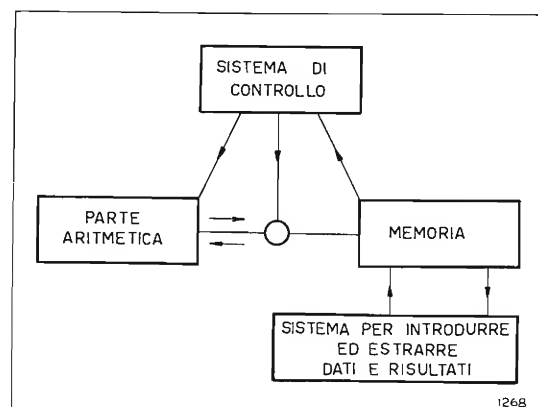 SISTEMA DI
CONTROLLO
PARTE
ARITMETICA
MEMORIA
SISTEMA PER INTRODURRE
ED ESTRARRE
DATI E RISULTATI
1268